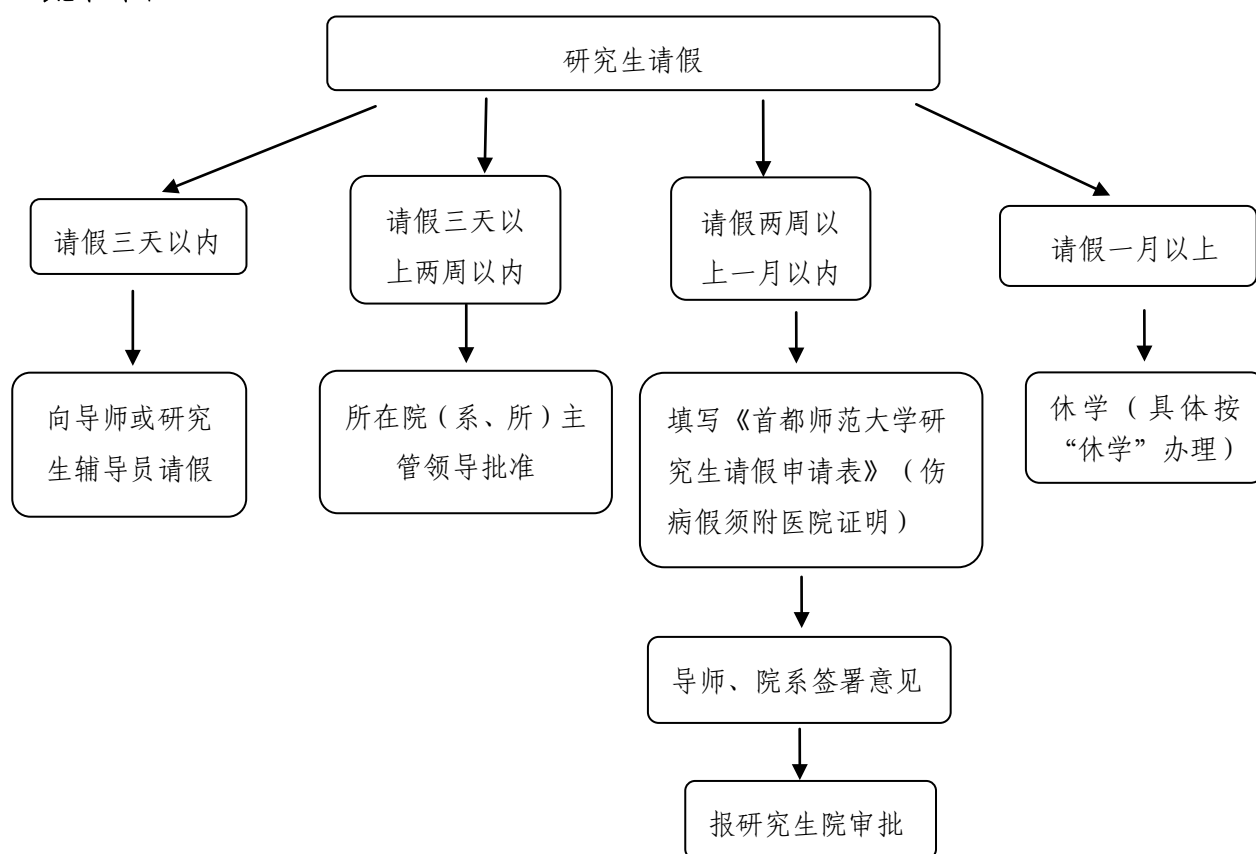 研究生请假
请假三天以内
请假三天以
上两周以内
请假两周以
上一月以内
请假一月以上
向导师或研究
生辅导员请假
所在院（系、所）主
管领导批准
填写《首都师范大学研
究生请假申请表》（伤
病假须附医院证明）
休学（具体按
“休学”办理）
导师、院系签署意见
报研究生院审批